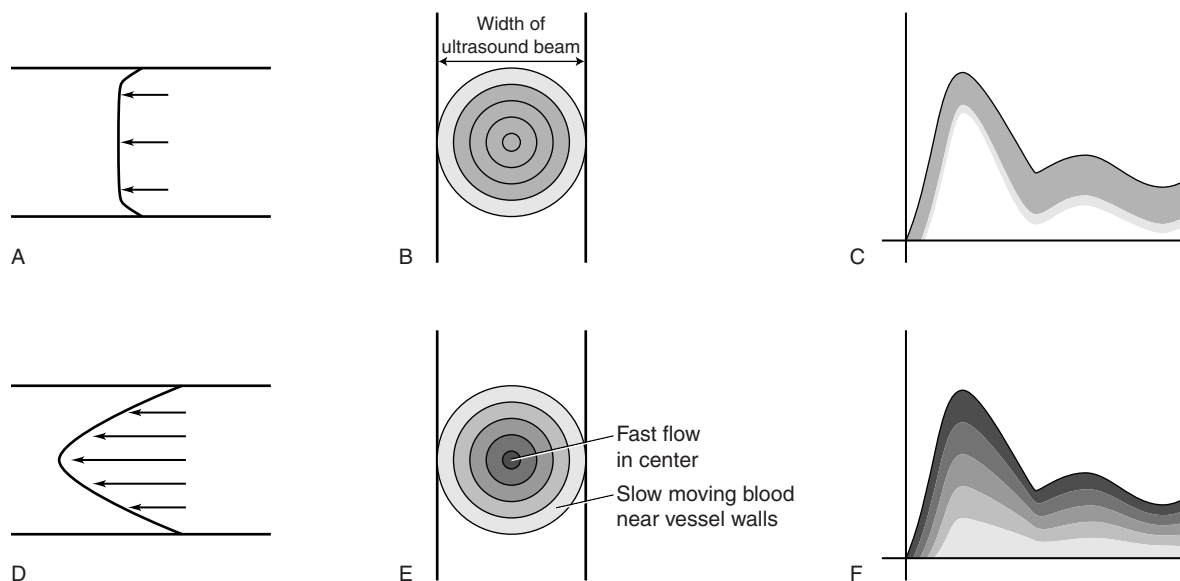 Width of
ultrasound beam
A
B
C
Fast flow
in center
Slow moving blood
near vessel walls
D
E
F